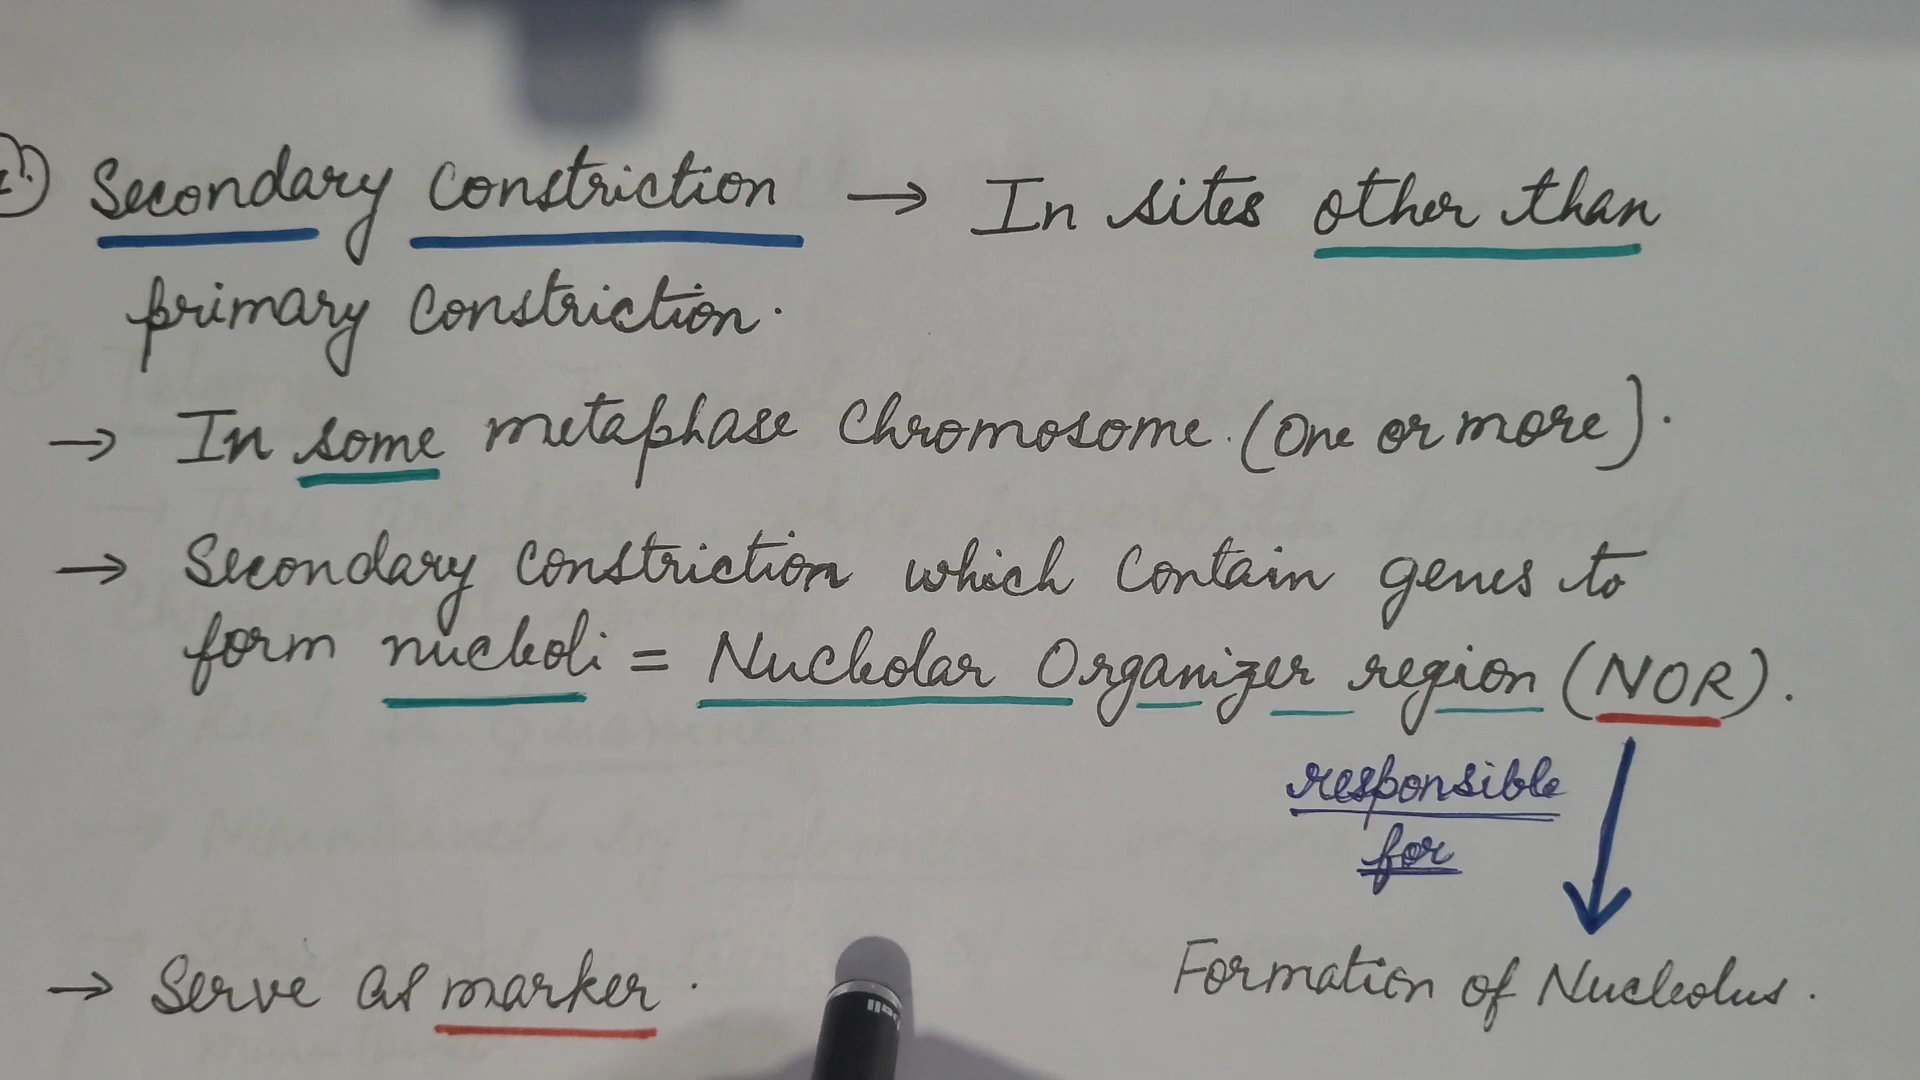 Secondary Constriction → In sites other than
primary Constriction.
→ In some metaphase Chromosome. (One or more).
→ Secondary Constriction which Contain genes to
form nucleoli = Nucleolar Organizer region (NOR).
responsible
for
→ Serve as marker.
Formation of Nucleolus.